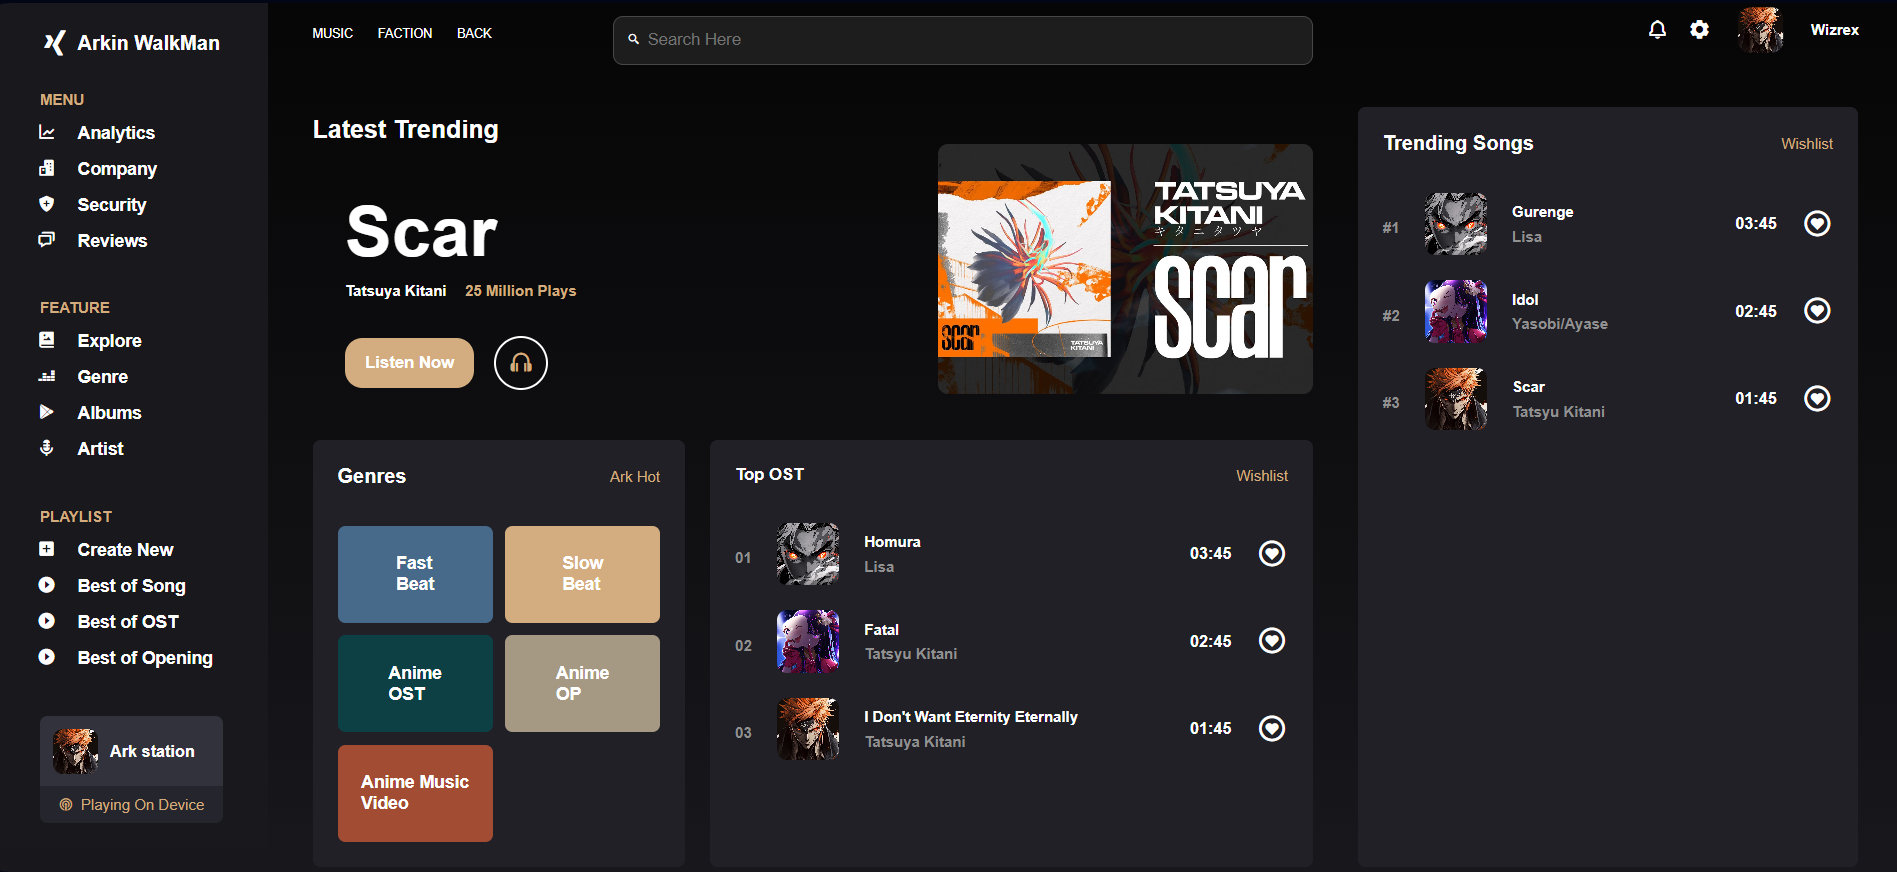 Arkin WalkMan
MENU
Analytics
Company
Security
Reviews
FEATURE
Explore
Genre
Albums
Artist
PLAYLIST
Create New
Best of Song
Best of OST
Best of Opening
Ark station
Playing On Device
MUSIC FACTION BACK
Search Here
Wizrex
Latest Trending
Scar
Tatsuya Kitani 25 Million Plays
Listen Now
scar
TATSUYA
KITANI
TATSUYA
KITANI
キタニタツヤ
scar
Genres Ark Hot
Fast
Beat
Slow
Beat
Anime
OST
Anime
OP
Anime Music
Video
Top OST Wishlist
01 Homura 03:45
Lisa
02 Fatal 02:45
Tatsyu Kitani
03 I Don't Want Eternity Eternally 01:45
Tatsuya Kitani
Trending Songs Wishlist
#1 Gurenge 03:45
Lisa
#2 Idol 02:45
Yasobi/Ayase
#3 Scar 01:45
Tatsyu Kitani